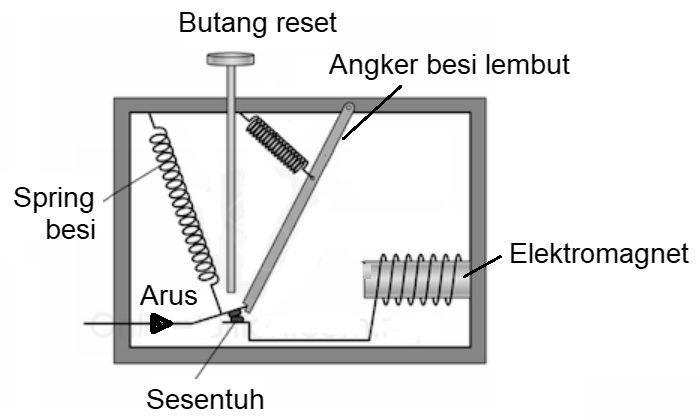 Butang reset
Angker besi lembut
Spring
besi
Arus
Elektromagnet
Sesentuh